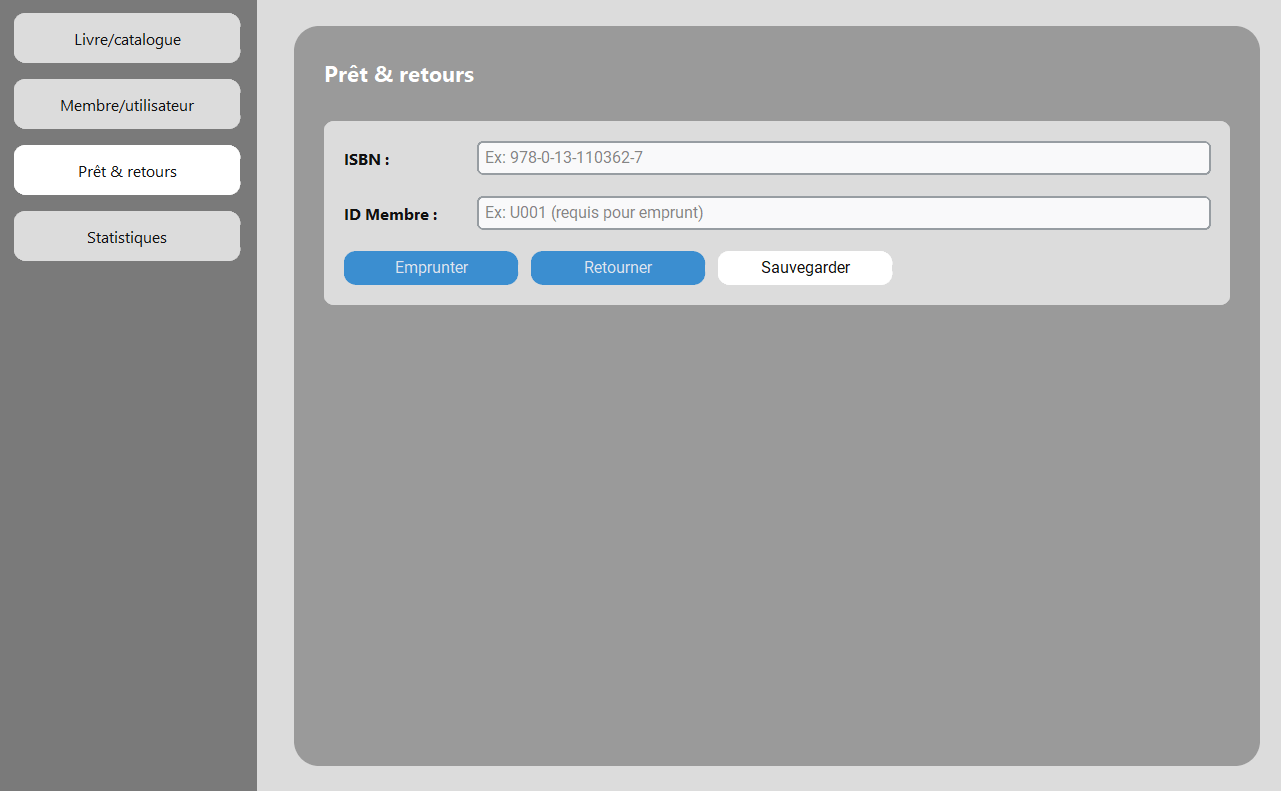 Livre/catalogue
Membre/utilisateur
Prêt & retours
Statistiques
Prêt & retours
ISBN : Ex: 978-0-13-110362-7
ID Membre : Ex: U001 (requis pour emprunt)
Emprunter Retourner Sauvegarder